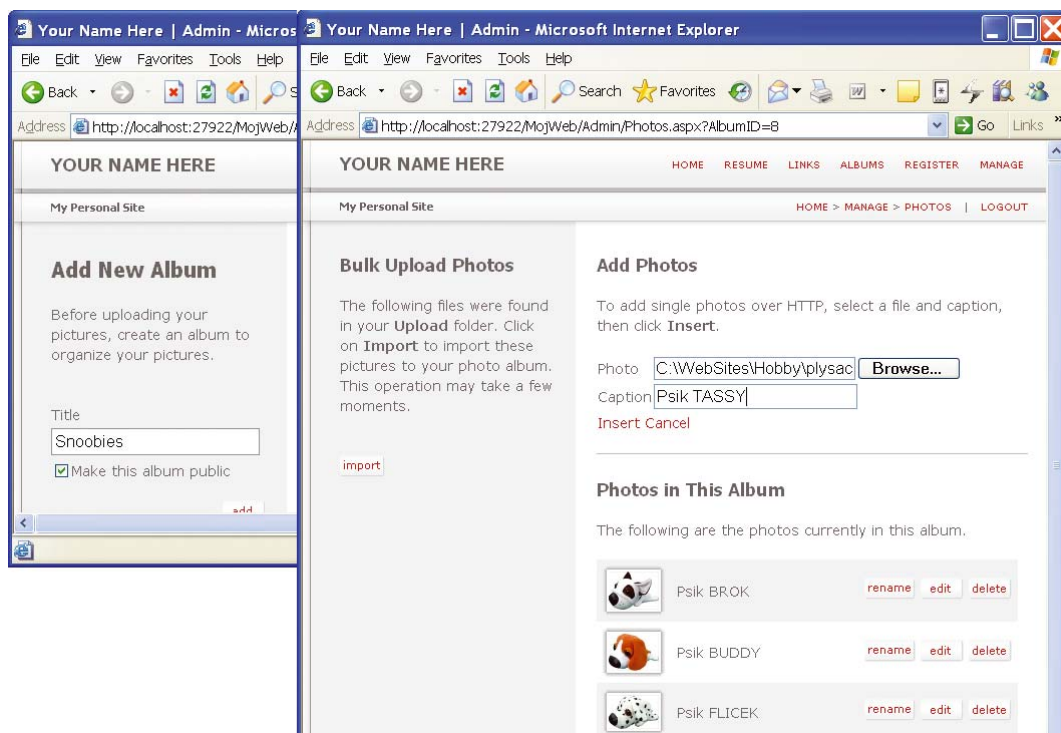 Your Name Here | Admin - Micros
File Edit View Favorites Tools Help
Back
Address http://localhost:27922/MojWeb/
YOUR NAME HERE
My Personal Site
Add New Album
Before uploading your
pictures, create an album to
organize your pictures.
Title
Snoobies
Make this album public
add
Your Name Here | Admin - Microsoft Internet Explorer
File Edit View Favorites Tools Help
Back Search Favorites
Address http://localhost:27922/MojWeb/Admin/Photos.aspx?AlbumID=8 Go Links »
YOUR NAME HERE HOME RESUME LINKS ALBUMS REGISTER MANAGE
My Personal Site HOME > MANAGE > PHOTOS | LOGOUT
Bulk Upload Photos
The following files were found
in your Upload folder. Click
on Import to import these
pictures to your photo album.
This operation may take a few
moments.
import
Add Photos
To add single photos over HTTP, select a file and caption,
then click Insert.
Photo C:\WebSites\Hobby\plysac Browse...
Caption Psik TASSY
Insert Cancel
Photos in This Album
The following are the photos currently in this album.
Psik BROK rename edit delete
Psik BUDDY rename edit delete
Psik FLICEK rename edit delete